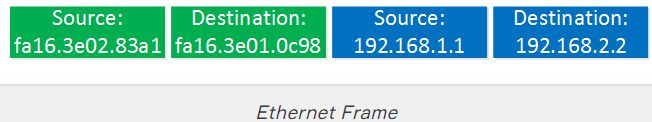 Source: Destination: Source: Destination:
fa16.3e02.83a1 fa16.3e01.0c98 192.168.1.1 192.168.2.2
Ethernet Frame